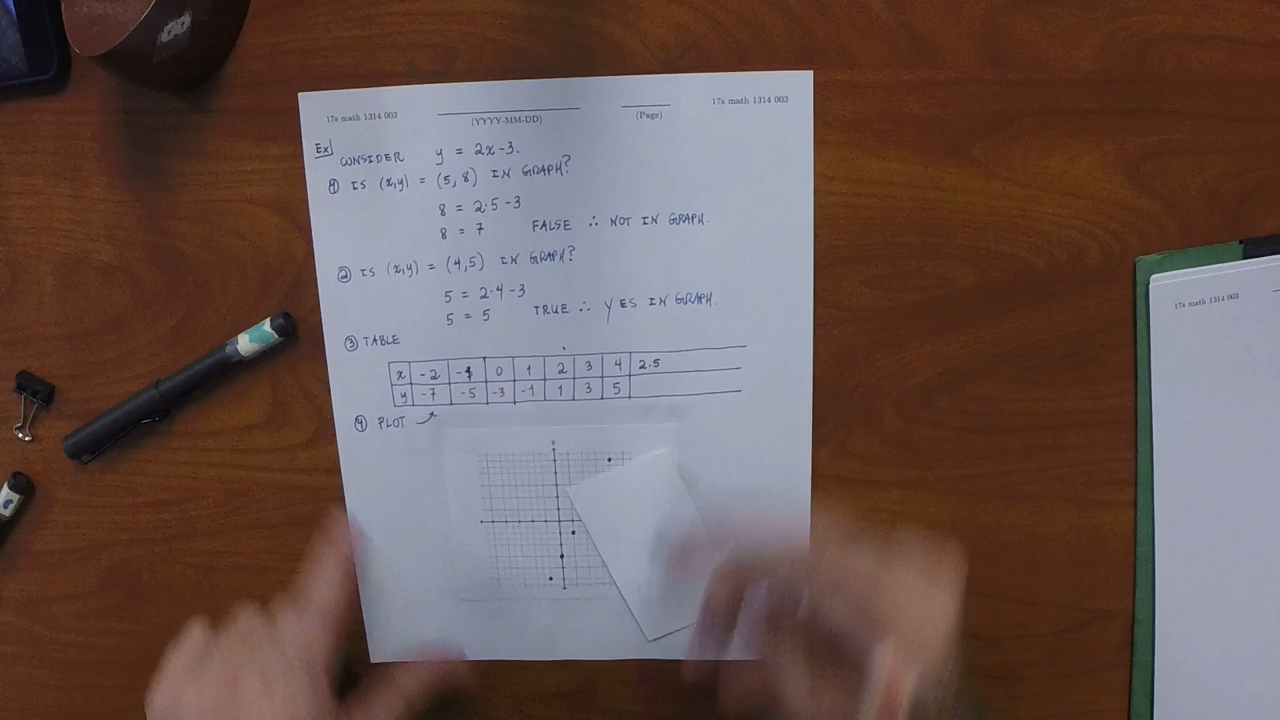 17s math 1314 003 (YYYY-MM-DD) (Page) 17s math 1314 003
Ex CONSIDER y = 2x-3.
① IS (x,y) = (5, 8) IN GRAPH?
8 = 2·5 -3
8 = 7 FALSE ∴ NOT IN GRAPH.
② IS (x,y) = (4,5) IN GRAPH?
5 = 2·4 -3
5 = 5 TRUE ∴ YES IN GRAPH.
③ TABLE
x -2 -1 0 1 2 3 4 2.5
y -7 -5 -3 -1 1 3 5
④ PLOT
y
17s math 1314 003